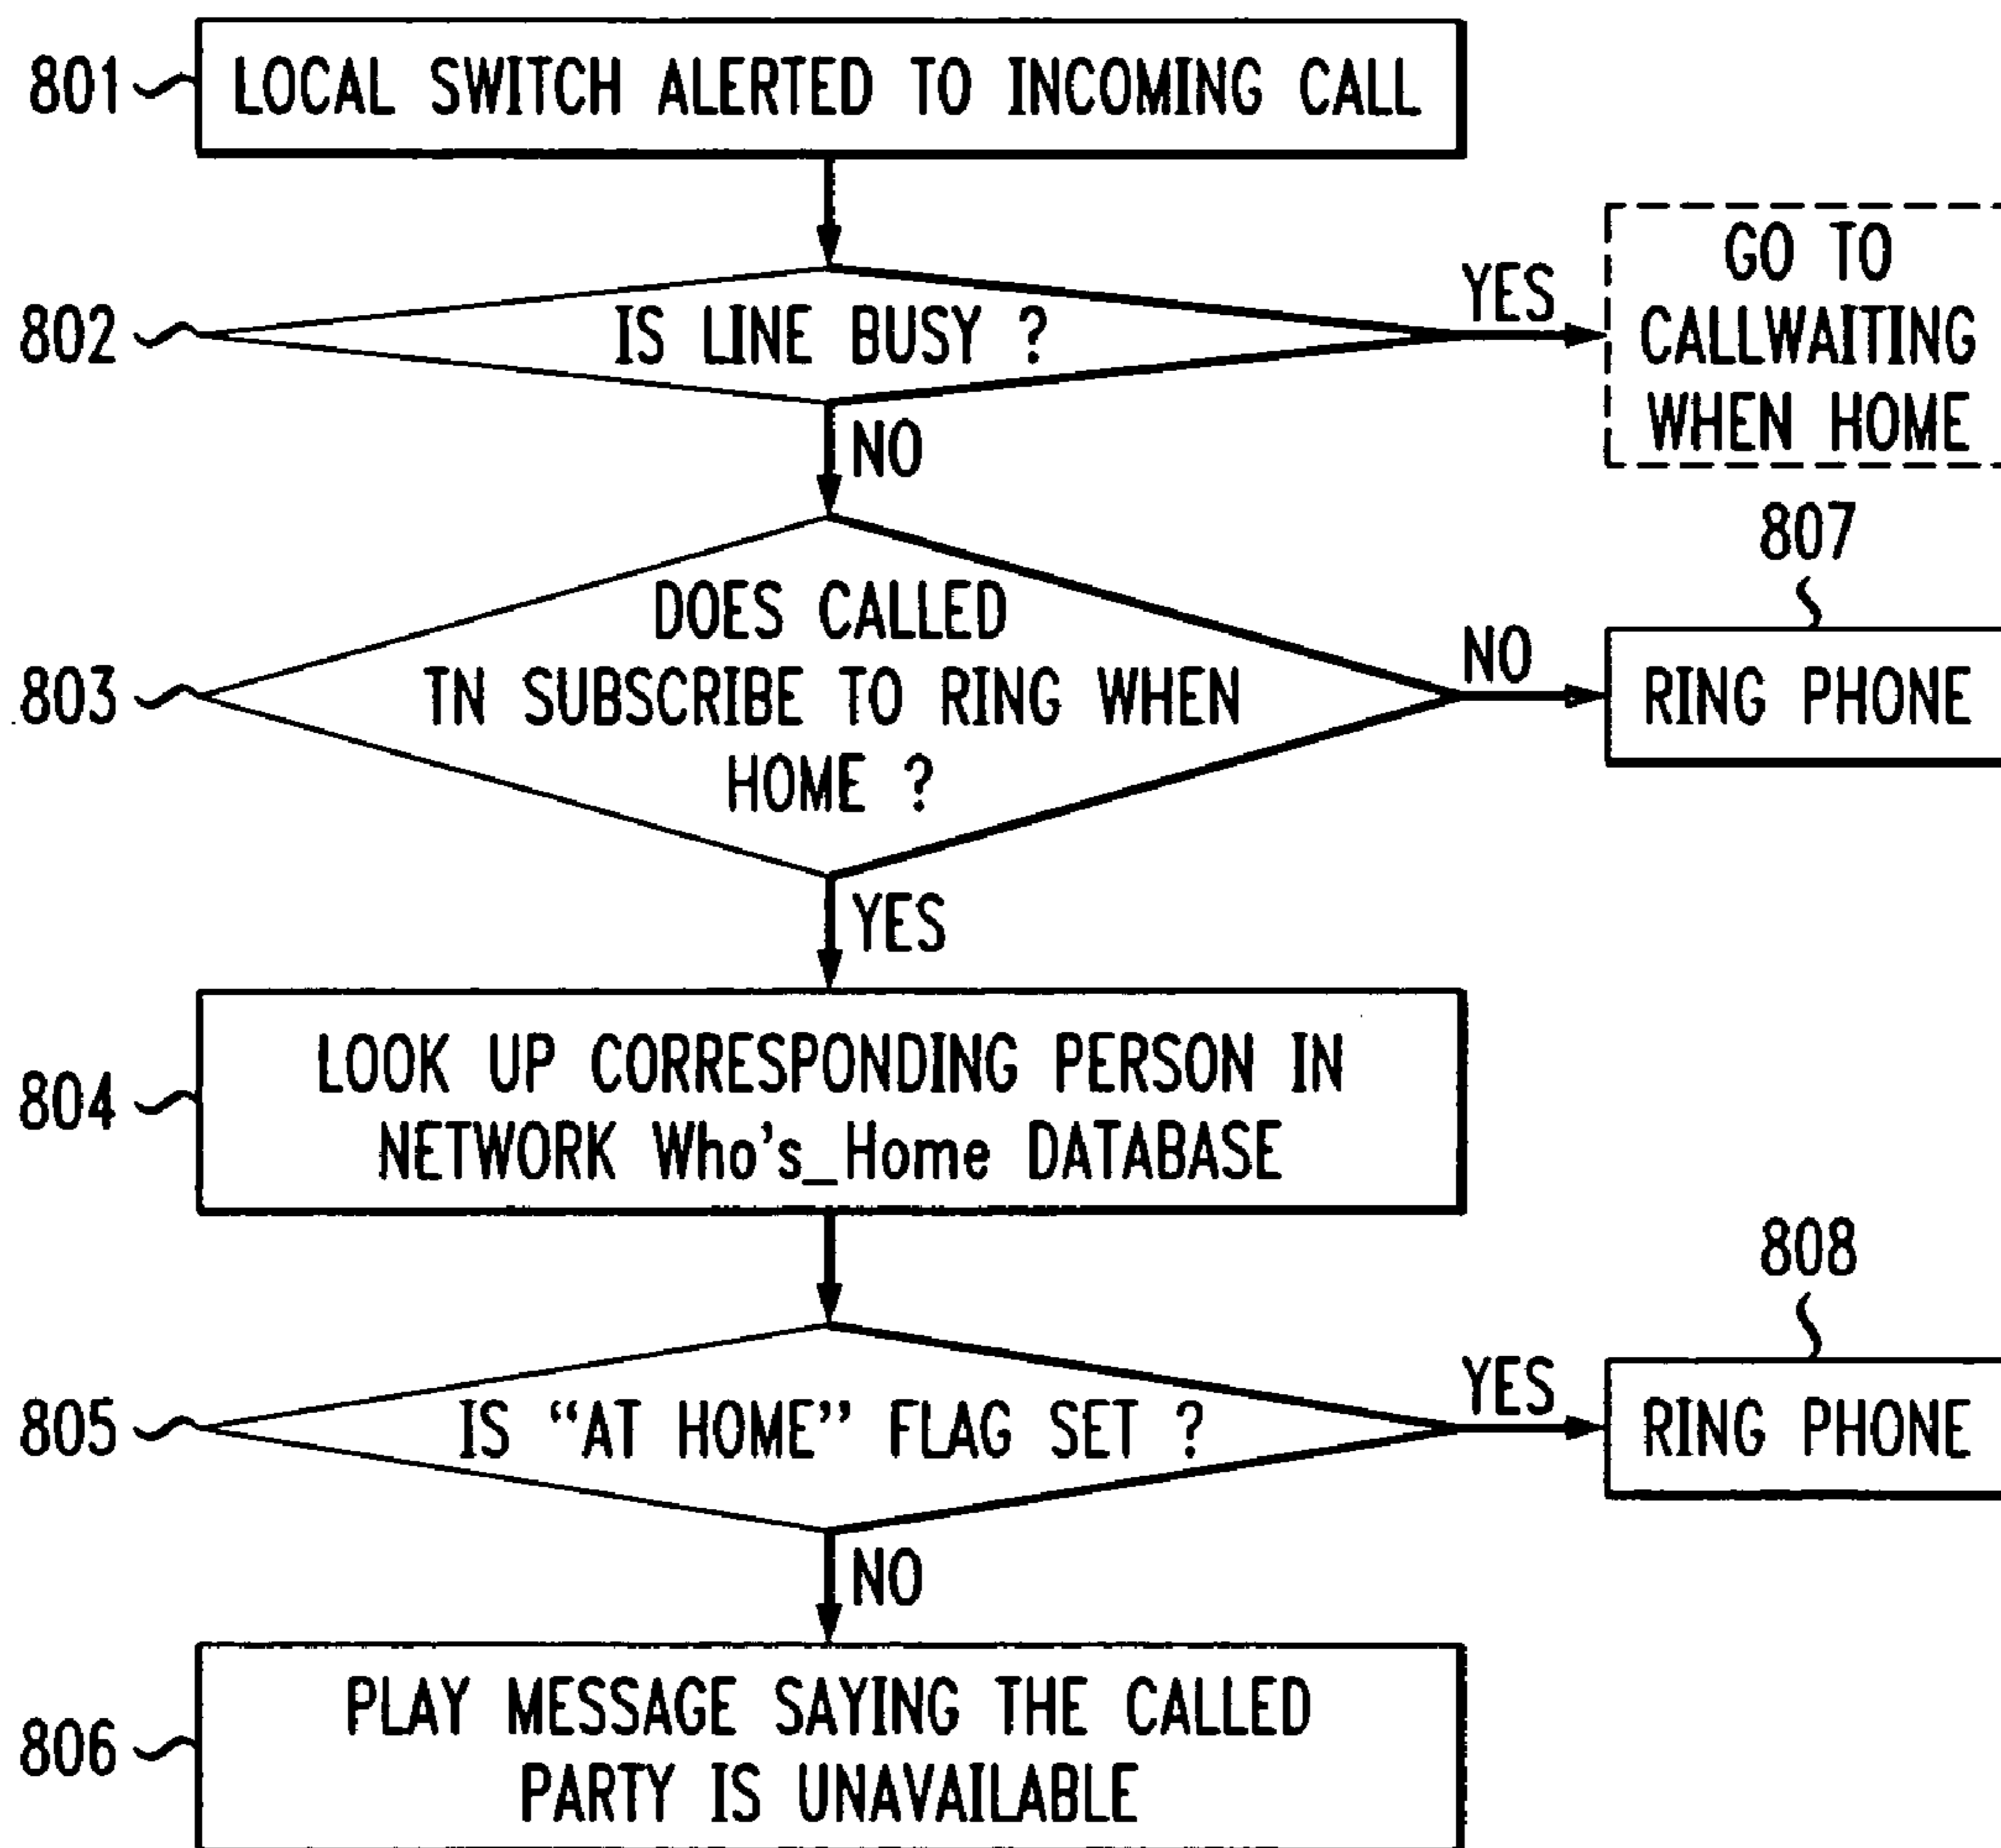 801
LOCAL SWITCH ALERTED TO INCOMING CALL
802
IS LINE BUSY ?
YES
GO TO
CALLWAITING
WHEN HOME
NO
803
DOES CALLED
TN SUBSCRIBE TO RING WHEN
HOME ?
NO
807
RING PHONE
YES
804
LOOK UP CORRESPONDING PERSON IN
NETWORK Who's_Home DATABASE
805
IS “AT HOME” FLAG SET ?
YES
808
RING PHONE
NO
806
PLAY MESSAGE SAYING THE CALLED
PARTY IS UNAVAILABLE